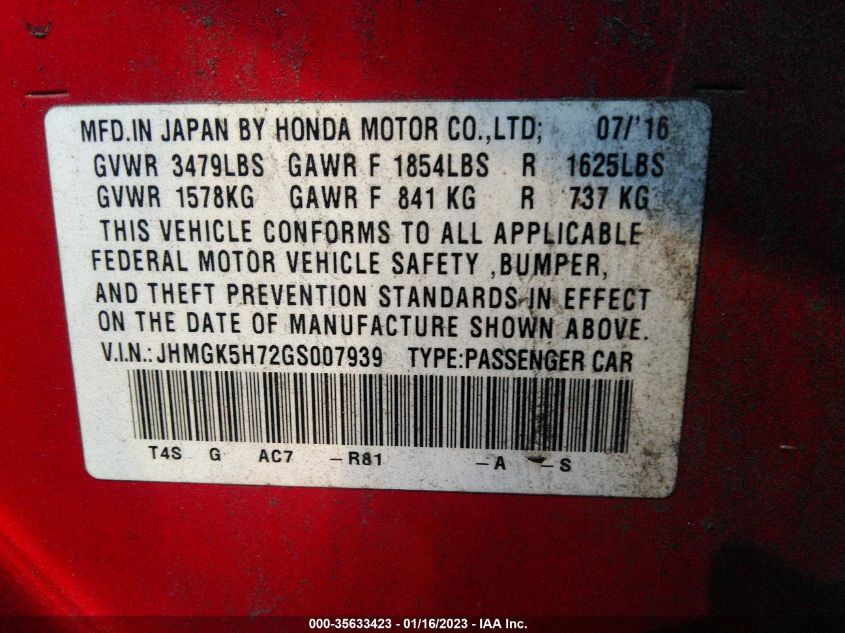 MFD.IN JAPAN BY HONDA MOTOR CO.,LTD; 07/'16
GVWR 3479LBS GAWR F 1854LBS R 1625LBS
GVWR 1578KG GAWR F 841 KG R 737 KG
THIS VEHICLE CONFORMS TO ALL APPLICABLE
FEDERAL MOTOR VEHICLE SAFETY ,BUMPER,
AND THEFT PREVENTION STANDARDS IN EFFECT
ON THE DATE OF MANUFACTURE SHOWN ABOVE.
V.I.N.: JHMGK5H72GS007939 TYPE:PASSENGER CAR
T4S G AC7 –R81 –A –S
000-35633423 - 01/16/2023 - IAA Inc.